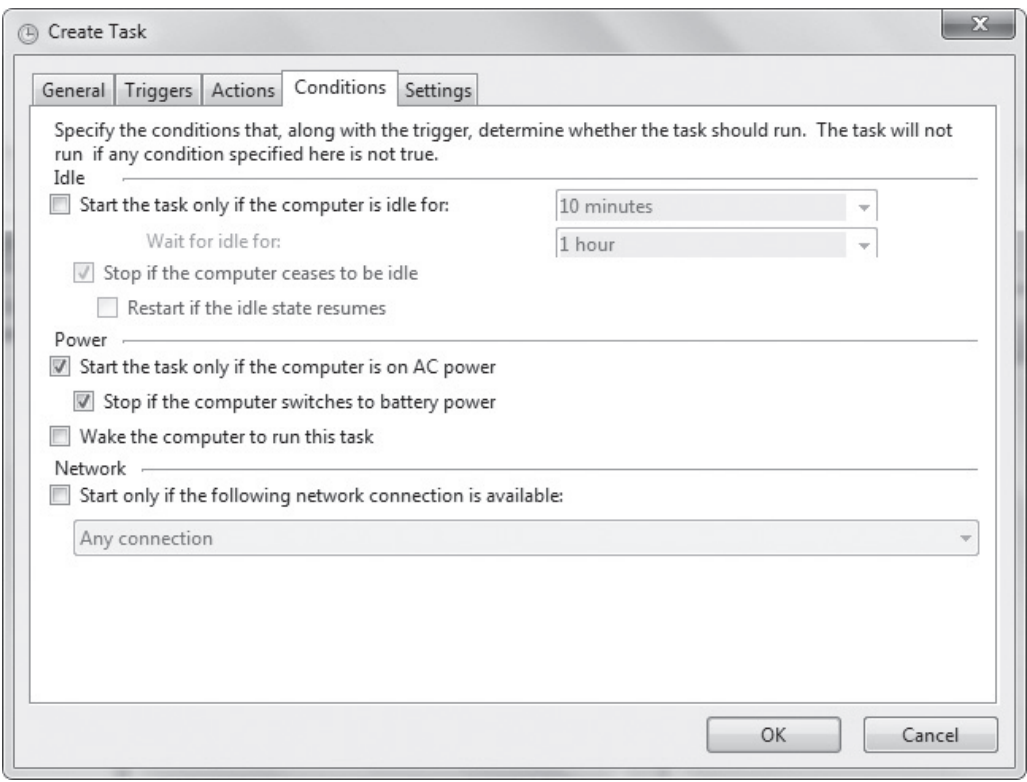 Create Task
General Triggers Actions Conditions Settings
Specify the conditions that, along with the trigger, determine whether the task should run. The task will not
run if any condition specified here is not true.
Idle
Start the task only if the computer is idle for: 10 minutes
Wait for idle for: 1 hour
Stop if the computer ceases to be idle
Restart if the idle state resumes
Power
Start the task only if the computer is on AC power
Stop if the computer switches to battery power
Wake the computer to run this task
Network
Start only if the following network connection is available:
Any connection
OK Cancel